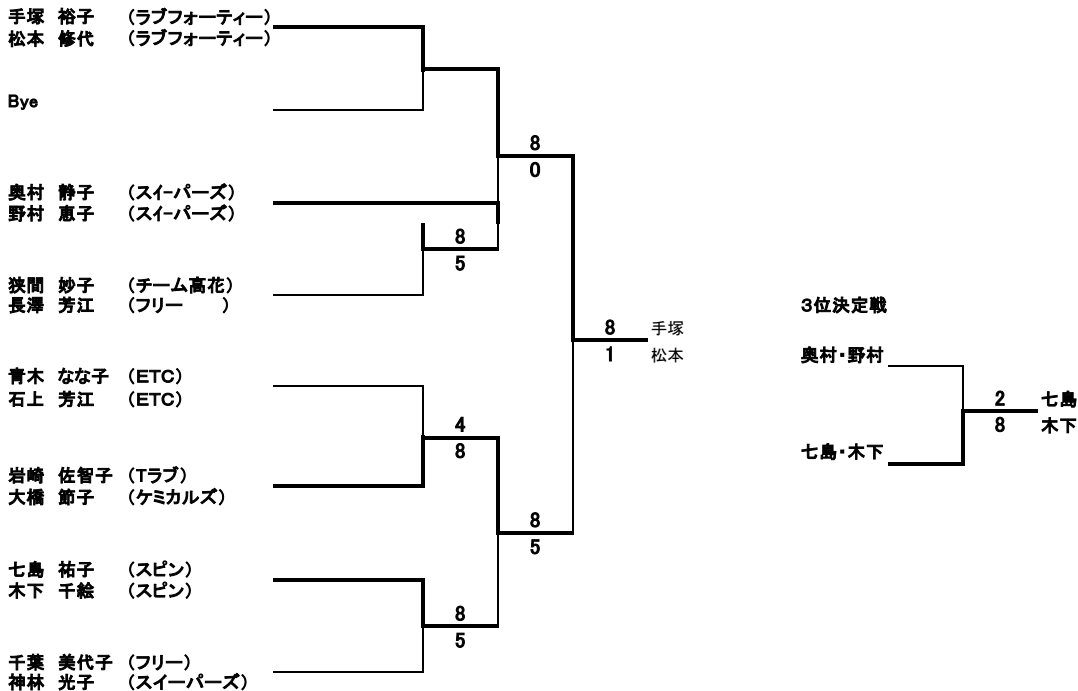 手塚 裕子 (ラブフォーティー)
松本 修代 (ラブフォーティー)
Bye
8
0
奥村 静子 (スイーパーズ)
野村 恵子 (スイーパーズ)
8
5
狭間 妙子 (チーム高花)
長澤 芳江 (フリー )
8 手塚
1 松本
青木 なな子 (ETC)
石上 芳江 (ETC)
4
8
岩崎 佐智子 (Tラブ)
大橋 節子 (ケミカルズ)
8
5
七島 祐子 (スピン)
木下 千絵 (スピン)
8
5
千葉 美代子 (フリー)
神林 光子 (スイーパーズ)
3位決定戦
奥村・野村
2 七島
8 木下
七島・木下